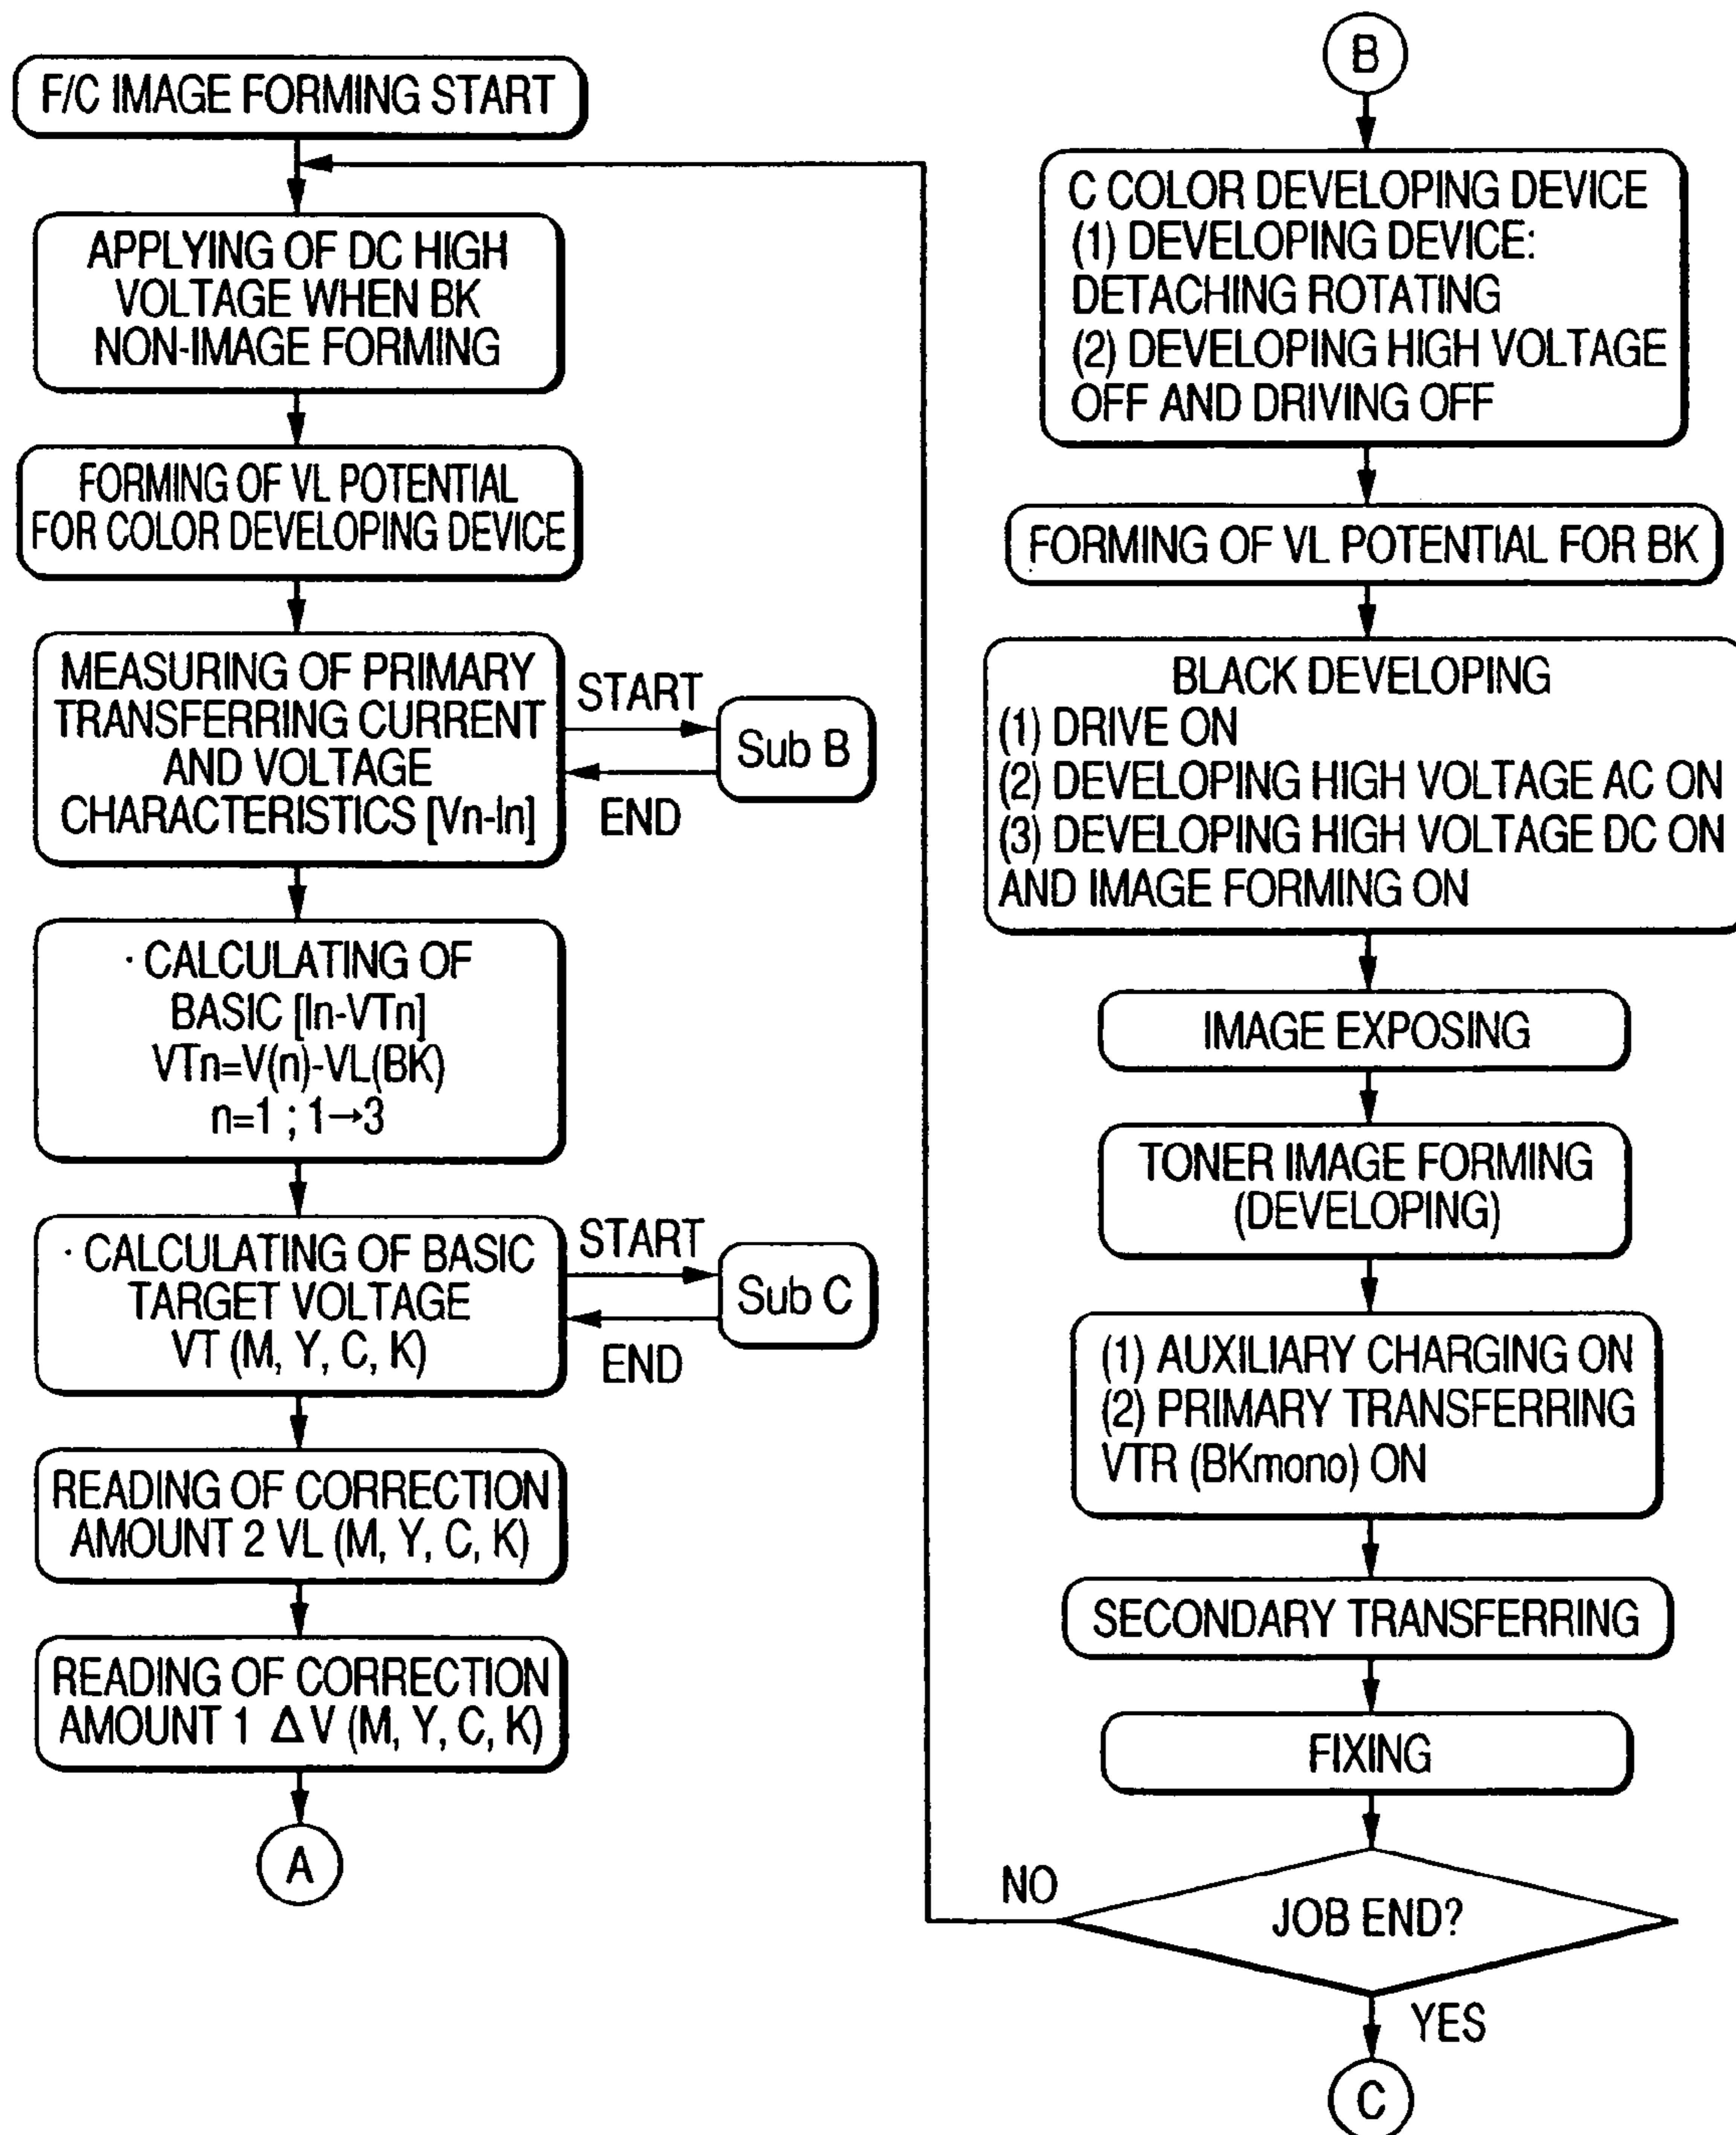 F/C IMAGE FORMING START
APPLYING OF DC HIGH
VOLTAGE WHEN BK
NON-IMAGE FORMING
FORMING OF VL POTENTIAL
FOR COLOR DEVELOPING DEVICE
MEASURING OF PRIMARY
TRANSFERRING CURRENT
AND VOLTAGE
CHARACTERISTICS [Vn-In]
START
Sub B
END
· CALCULATING OF
BASIC [In-VTn]
VTn=V(n)-VL(BK)
n=1 ; 1→3
· CALCULATING OF BASIC
TARGET VOLTAGE
VT (M, Y, C, K)
START
Sub C
END
READING OF CORRECTION
AMOUNT 2 VL (M, Y, C, K)
READING OF CORRECTION
AMOUNT 1 Δ V (M, Y, C, K)
A
B
C COLOR DEVELOPING DEVICE
(1) DEVELOPING DEVICE:
DETACHING ROTATING
(2) DEVELOPING HIGH VOLTAGE
OFF AND DRIVING OFF
FORMING OF VL POTENTIAL FOR BK
BLACK DEVELOPING
(1) DRIVE ON
(2) DEVELOPING HIGH VOLTAGE AC ON
(3) DEVELOPING HIGH VOLTAGE DC ON
AND IMAGE FORMING ON
IMAGE EXPOSING
TONER IMAGE FORMING
(DEVELOPING)
(1) AUXILIARY CHARGING ON
(2) PRIMARY TRANSFERRING
VTR (BKmono) ON
SECONDARY TRANSFERRING
FIXING
NO
JOB END?
YES
C